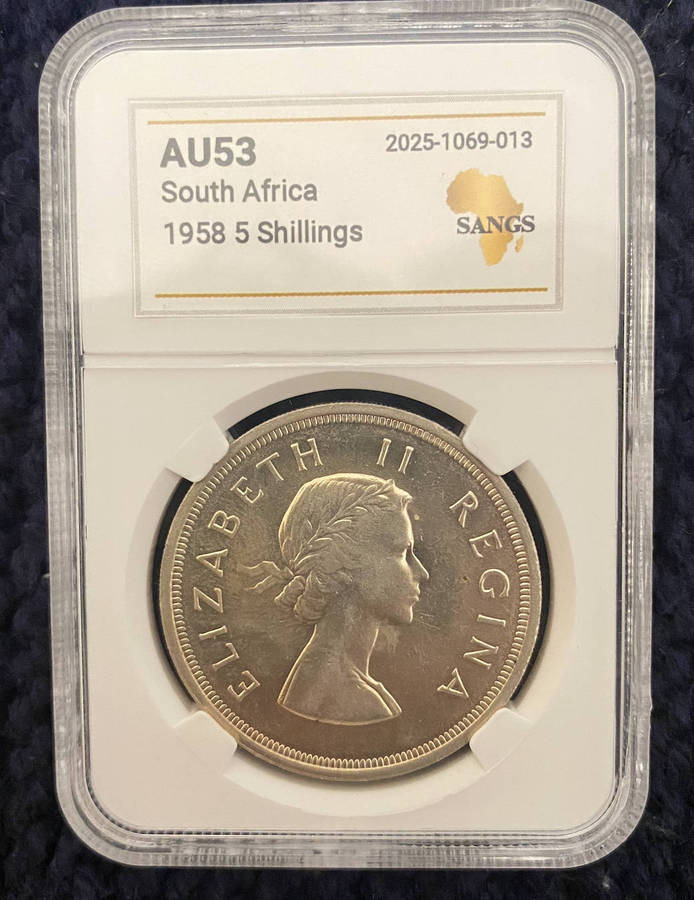 AU53
2025-1069-013
South Africa
1958 5 Shillings
SANGS
ELIZABETH II REGINA